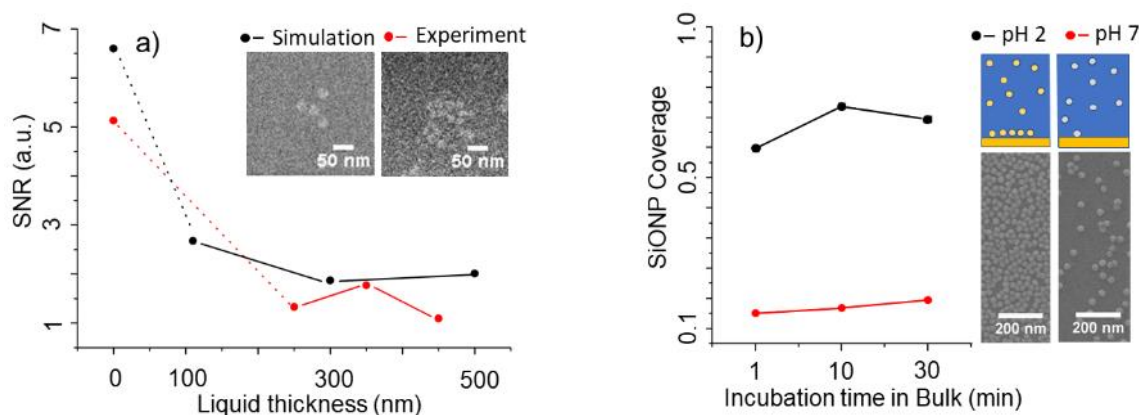 a)
Simulation
Experiment
SNR (a.u.)
7
5
3
1
50 nm
50 nm
0
100
300
500
Liquid thickness (nm)
b)
pH 2
pH 7
SiONP Coverage
1.0
0.5
0.1
200 nm
200 nm
1
10
30
Incubation time in Bulk (min)